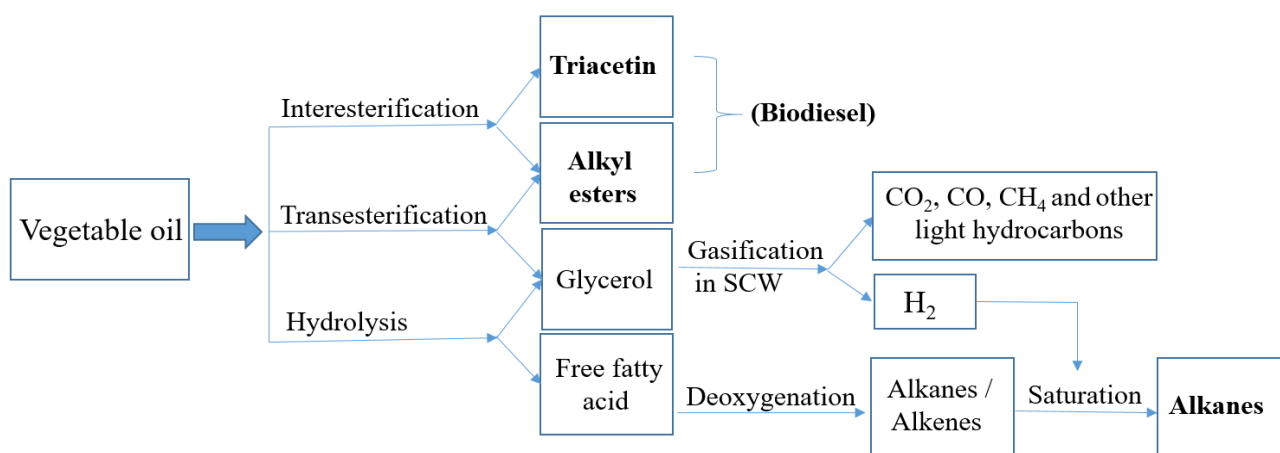 Vegetable oil
Interesterification
Transesterification
Hydrolysis
Triacetin
Alkyl
esters
(Biodiesel)
Glycerol
Free fatty
acid
Gasification
in SCW
CO₂, CO, CH₄ and other
light hydrocarbons
H₂
Deoxygenation
Alkanes /
Alkenes
Saturation
Alkanes